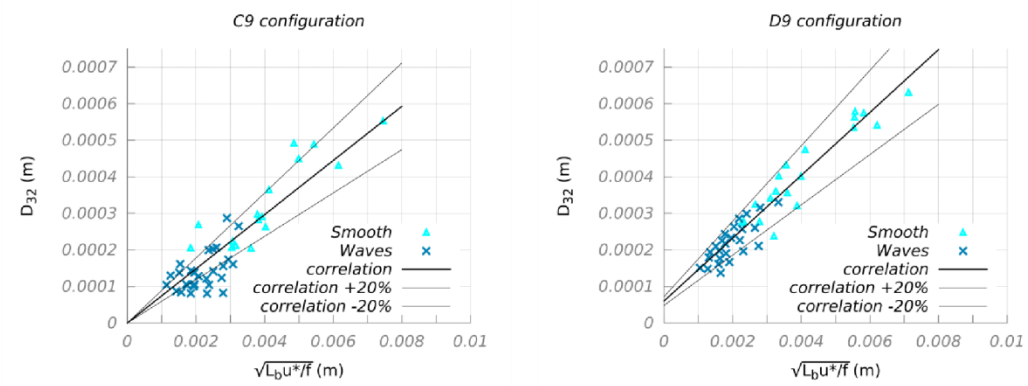 C9 configuration
0.0007
0.0006
0.0005
0.0004
0.0003
0.0002
0.0001
0
D32 (m)
Smooth
Waves
correlation
correlation +20%
correlation -20%
0 0.002 0.004 0.006 0.008 0.01
√Lbu*/f (m)
D9 configuration
0.0007
0.0006
0.0005
0.0004
0.0003
0.0002
0.0001
0
D32 (m)
Smooth
Waves
correlation
correlation +20%
correlation -20%
0 0.002 0.004 0.006 0.008 0.01
√Lbu*/f (m)